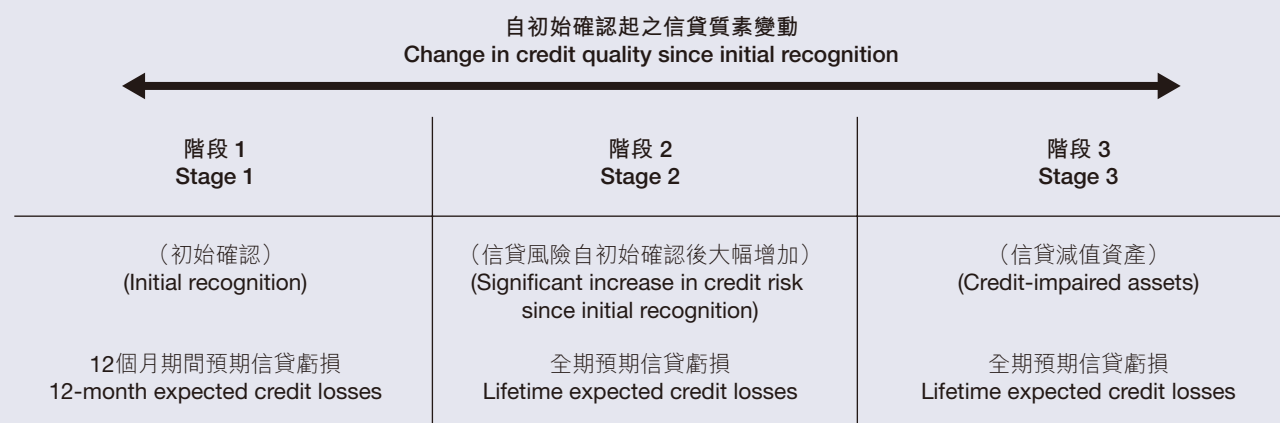 自初始確認起之信貸質素變動
Change in credit quality since initial recognition
階段 1
Stage 1
階段 2
Stage 2
階段 3
Stage 3
（初始確認）
(Initial recognition)
（信貸風險自初始確認後大幅增加）
(Significant increase in credit risk
since initial recognition)
（信貸減值資產）
(Credit-impaired assets)
12個月期間預期信貸虧損
12-month expected credit losses
全期預期信貸虧損
Lifetime expected credit losses
全期預期信貸虧損
Lifetime expected credit losses